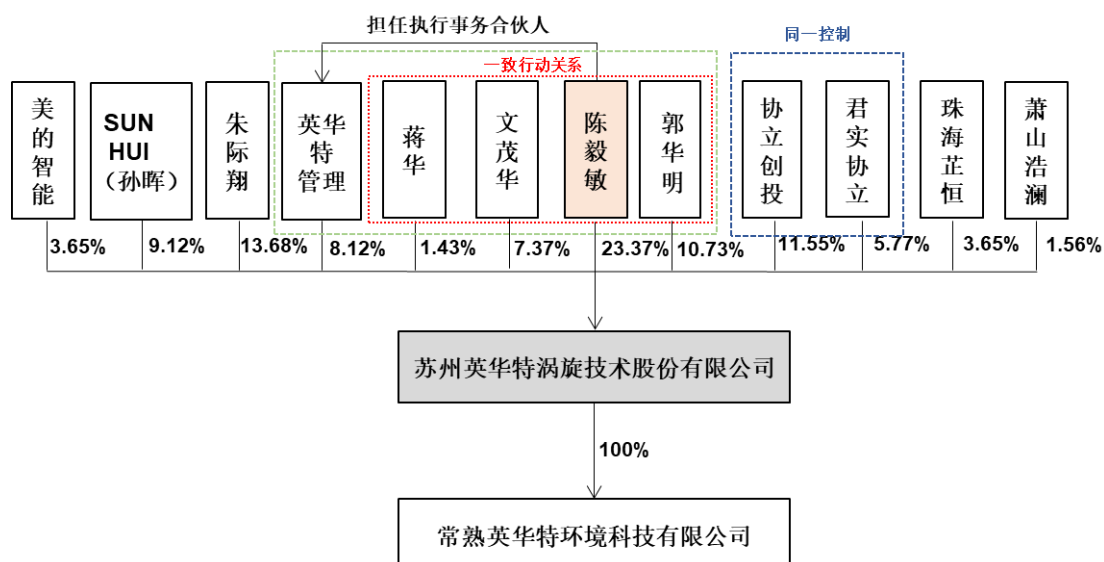 担任执行事务合伙人
同一控制
一致行动关系
美的智能
SUN
HUI
（孙晖）
朱际翔
英华
特
管理
蒋华
文茂华
陈毅敏
郭华明
协立创投
君实协立
珠海芷恒
萧山浩澜
3.65%
9.12%
13.68%
8.12%
1.43%
7.37%
23.37%
10.73%
11.55%
5.77%
3.65%
1.56%
苏州英华特涡旋技术股份有限公司
100%
常熟英华特环境科技有限公司